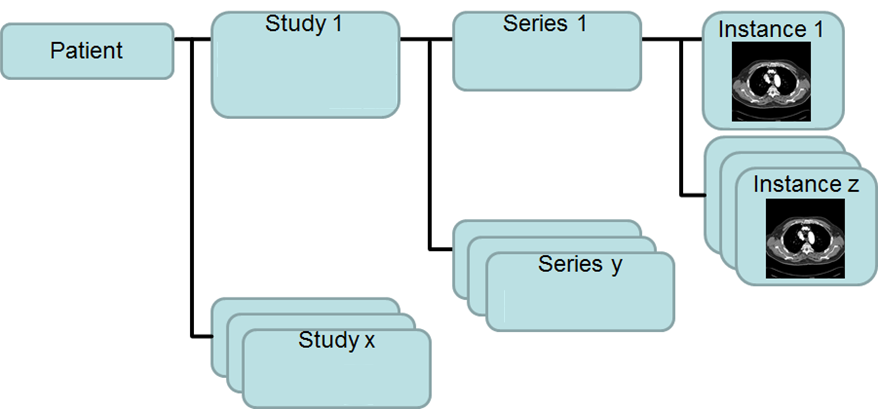 Patient
Study 1
Series 1
Instance 1
Instance z
Series y
Study x